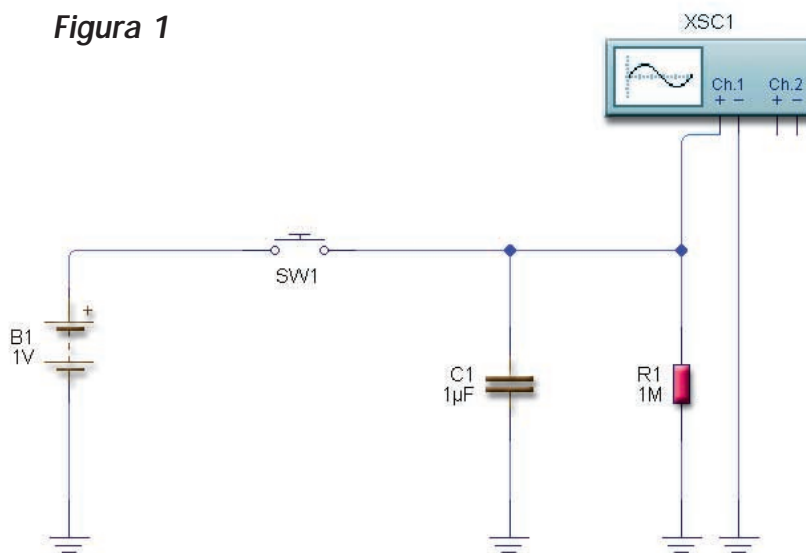 Figura 1
XSC1
Ch.1 Ch.2
+ − + −
SW1
+
B1
1V
C1
1µF
R1
1M